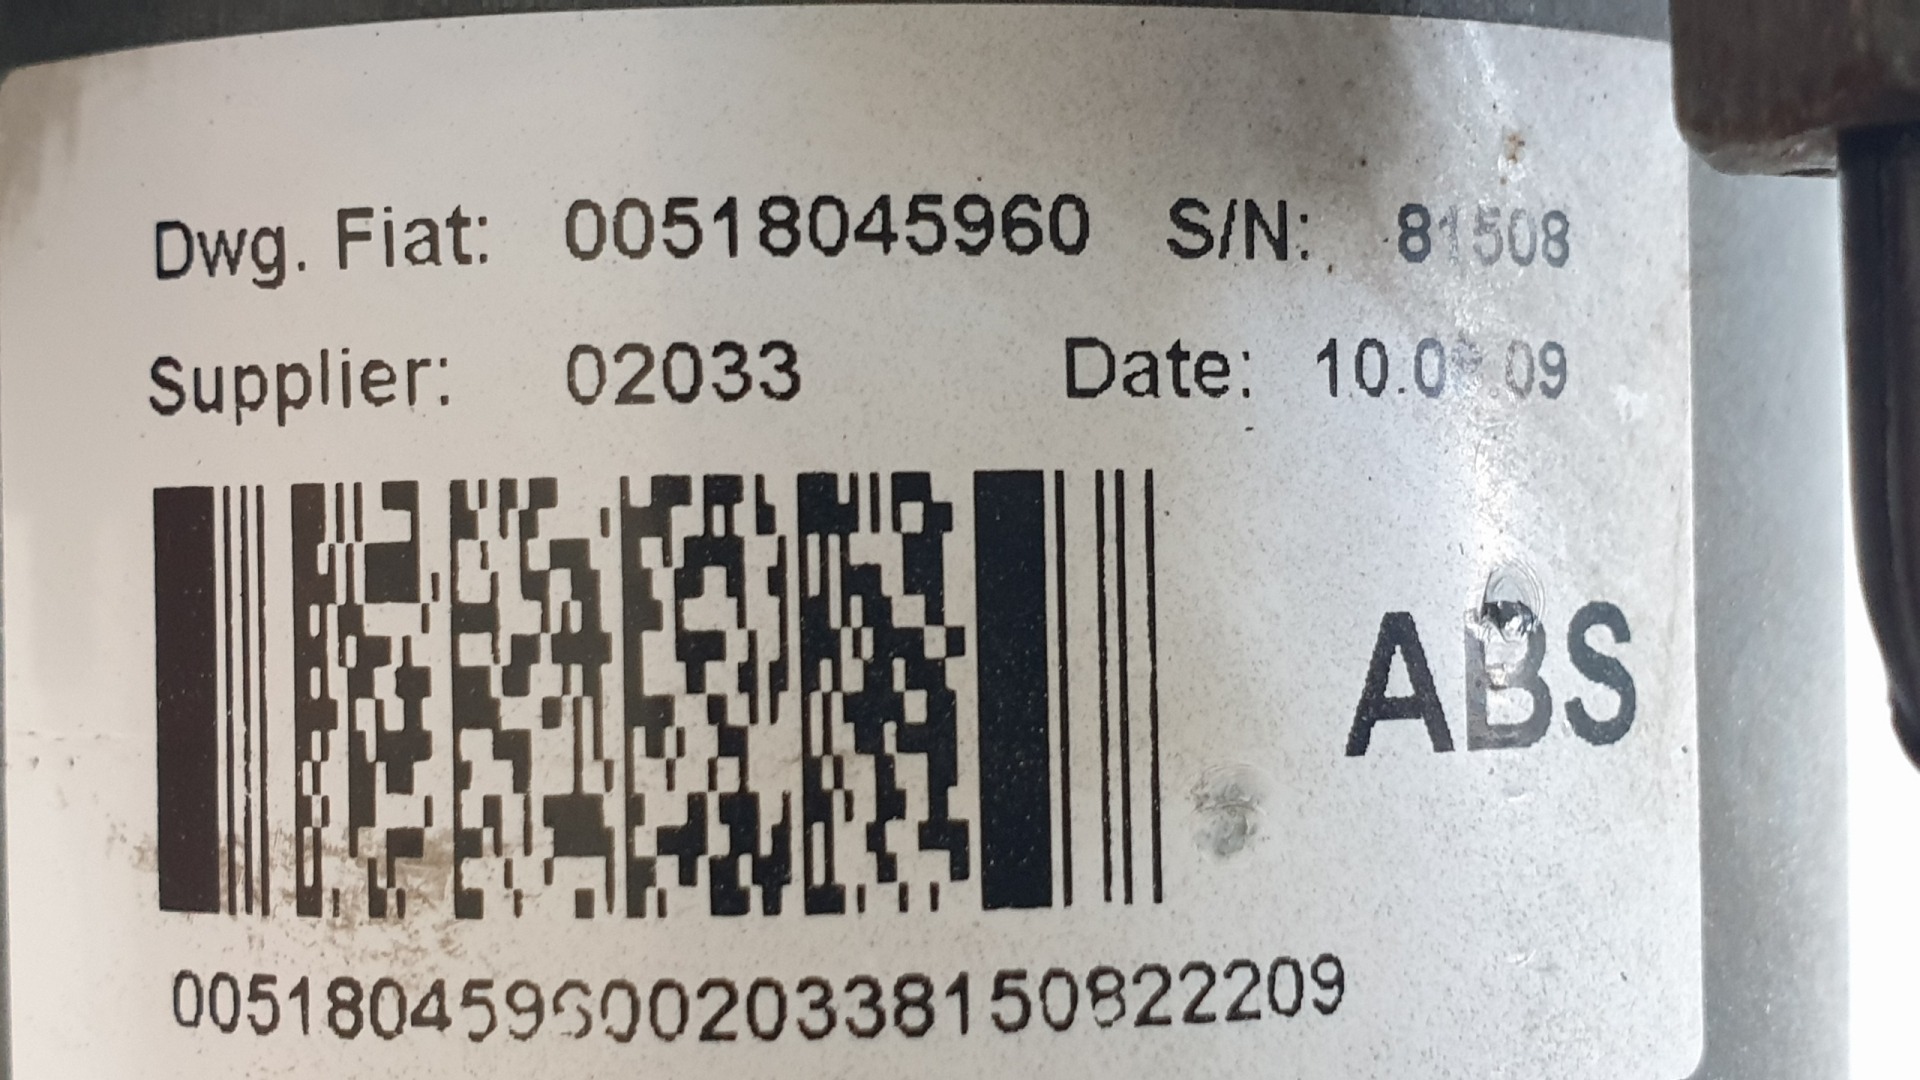 Dwg. Fiat: 00518045960 S/N: 81508
Supplier: 02033 Date:
ABS
00518045960020338150822209